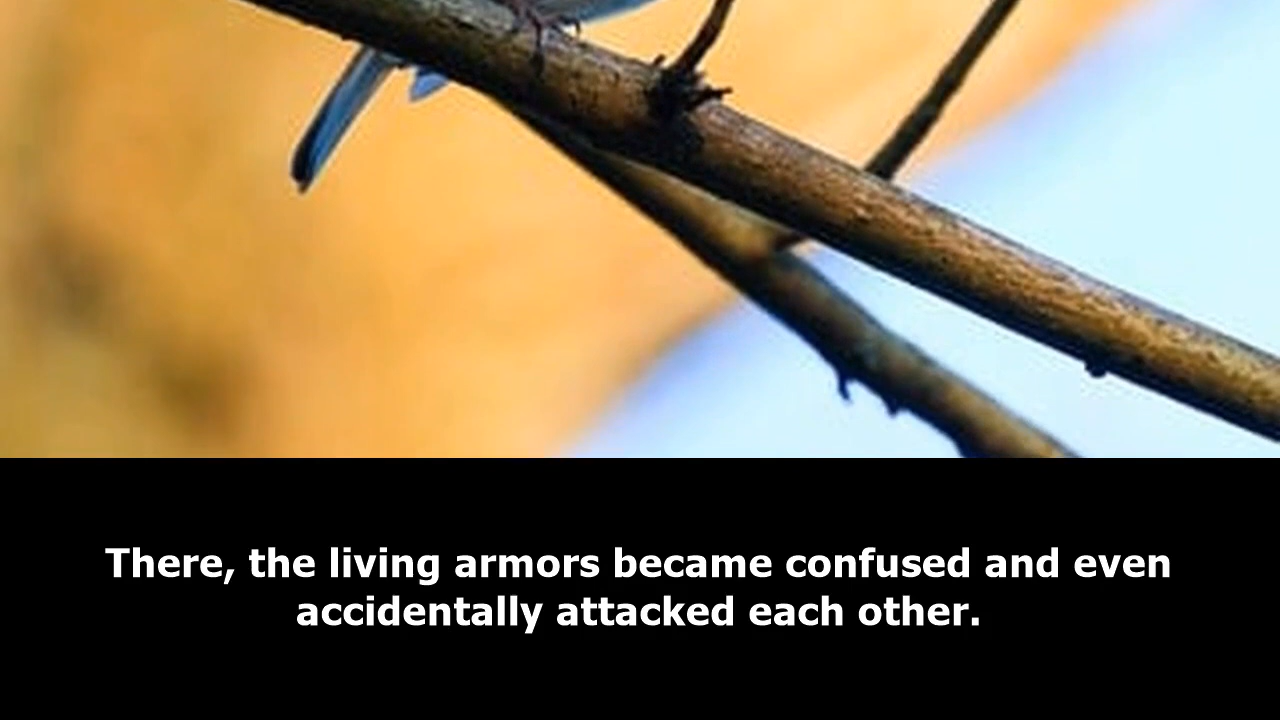 There, the living armors became confused and even
accidentally attacked each other.